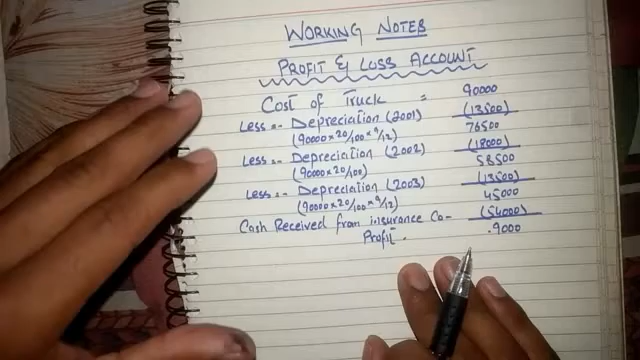 WORKING NOTES
PROFIT & LOSS ACCOUNT
Cost of Truck = 90000
Less:- Depreciation (2001) (13500)
(90000×20/100×9/12) 76500
Less:- Depreciation (2002) (18000)
(90000×20/100) 58500
Less:- Depreciation (2003) (13500)
(90000×20/100×9/12) 45000
Cash Received from insurance Co- (54000)
Profit. 9000